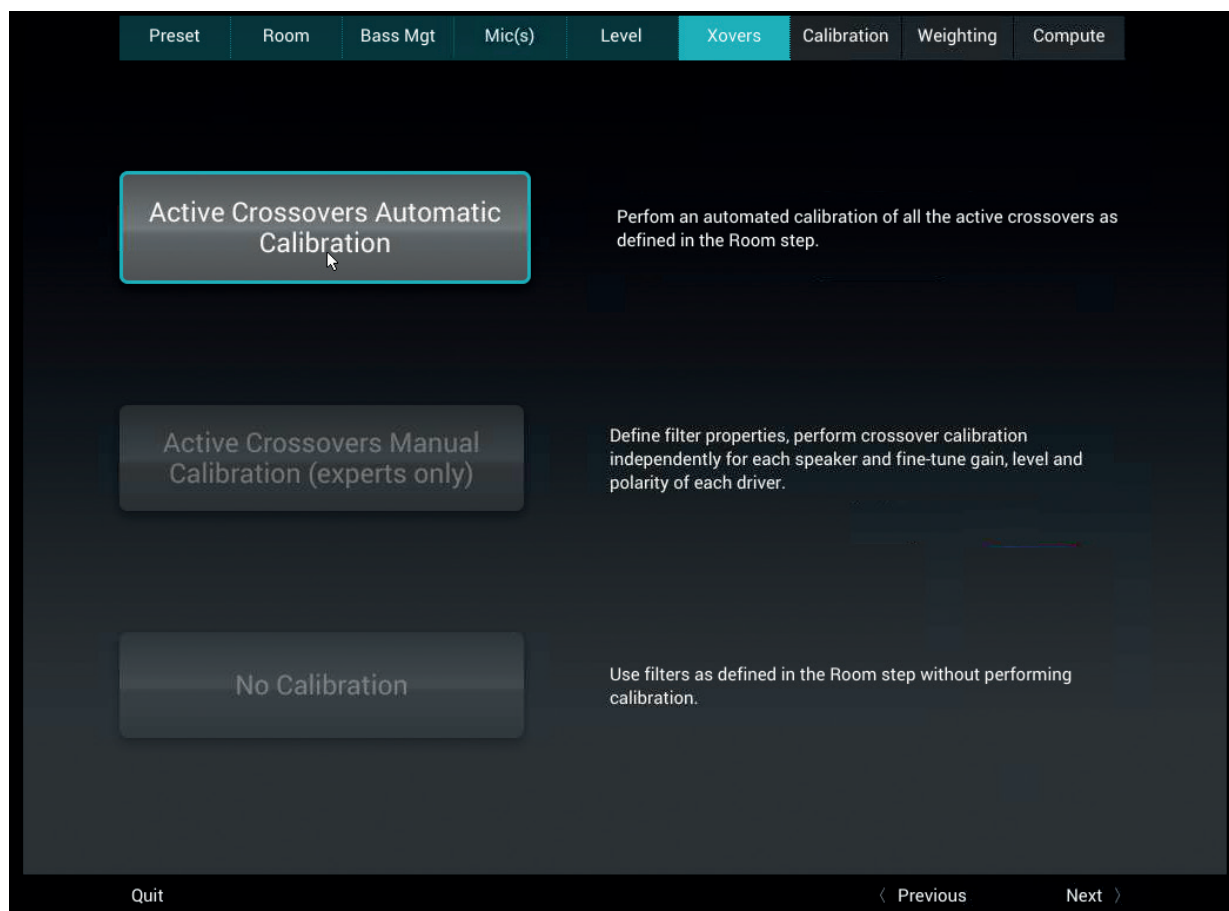 Preset Room Bass Mgt Mic(s) Level Xovers Calibration Weighting Compute
Active Crossovers Automatic
Calibration
Perfom an automated calibration of all the active crossovers as
defined in the Room step.
Active Crossovers Manual
Calibration (experts only)
Define filter properties, perform crossover calibration
independently for each speaker and fine-tune gain, level and
polarity of each driver.
No Calibration
Use filters as defined in the Room step without performing
calibration.
Quit 〈 Previous Next 〉